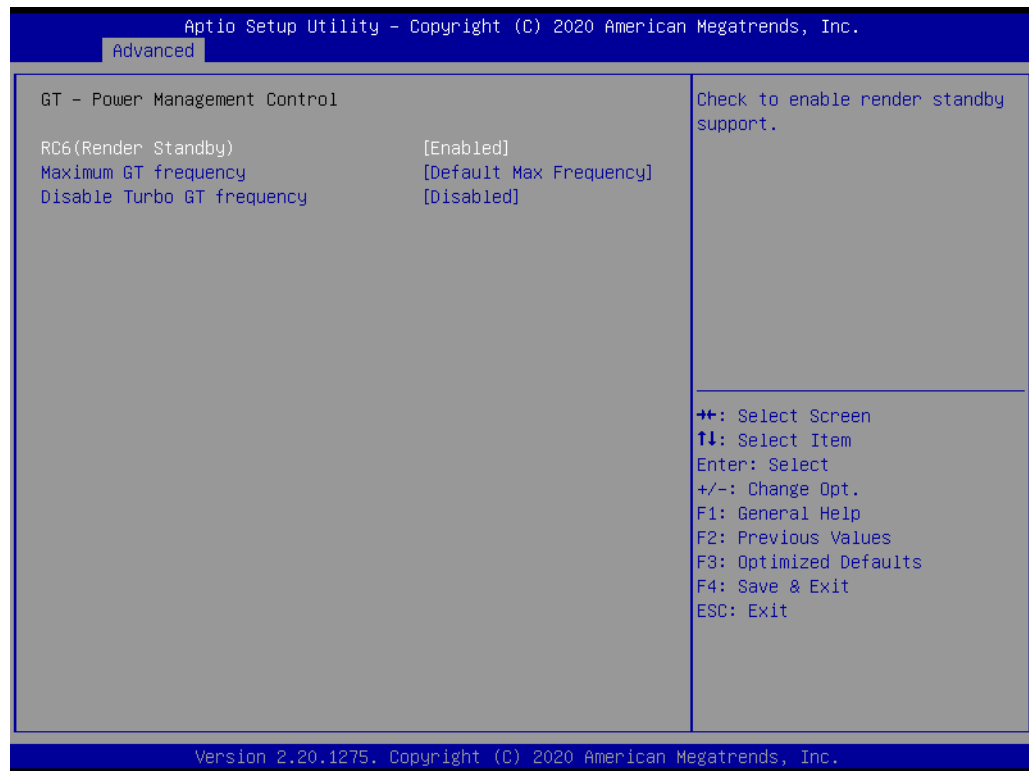 Aptio Setup Utility – Copyright (C) 2020 American Megatrends, Inc.
Advanced
GT – Power Management Control
RC6(Render Standby) [Enabled]
Maximum GT frequency [Default Max Frequency]
Disable Turbo GT frequency [Disabled]
Check to enable render standby
support.
→←: Select Screen
↑↓: Select Item
Enter: Select
+/-: Change Opt.
F1: General Help
F2: Previous Values
F3: Optimized Defaults
F4: Save & Exit
ESC: Exit
Version 2.20.1275. Copyright (C) 2020 American Megatrends, Inc.